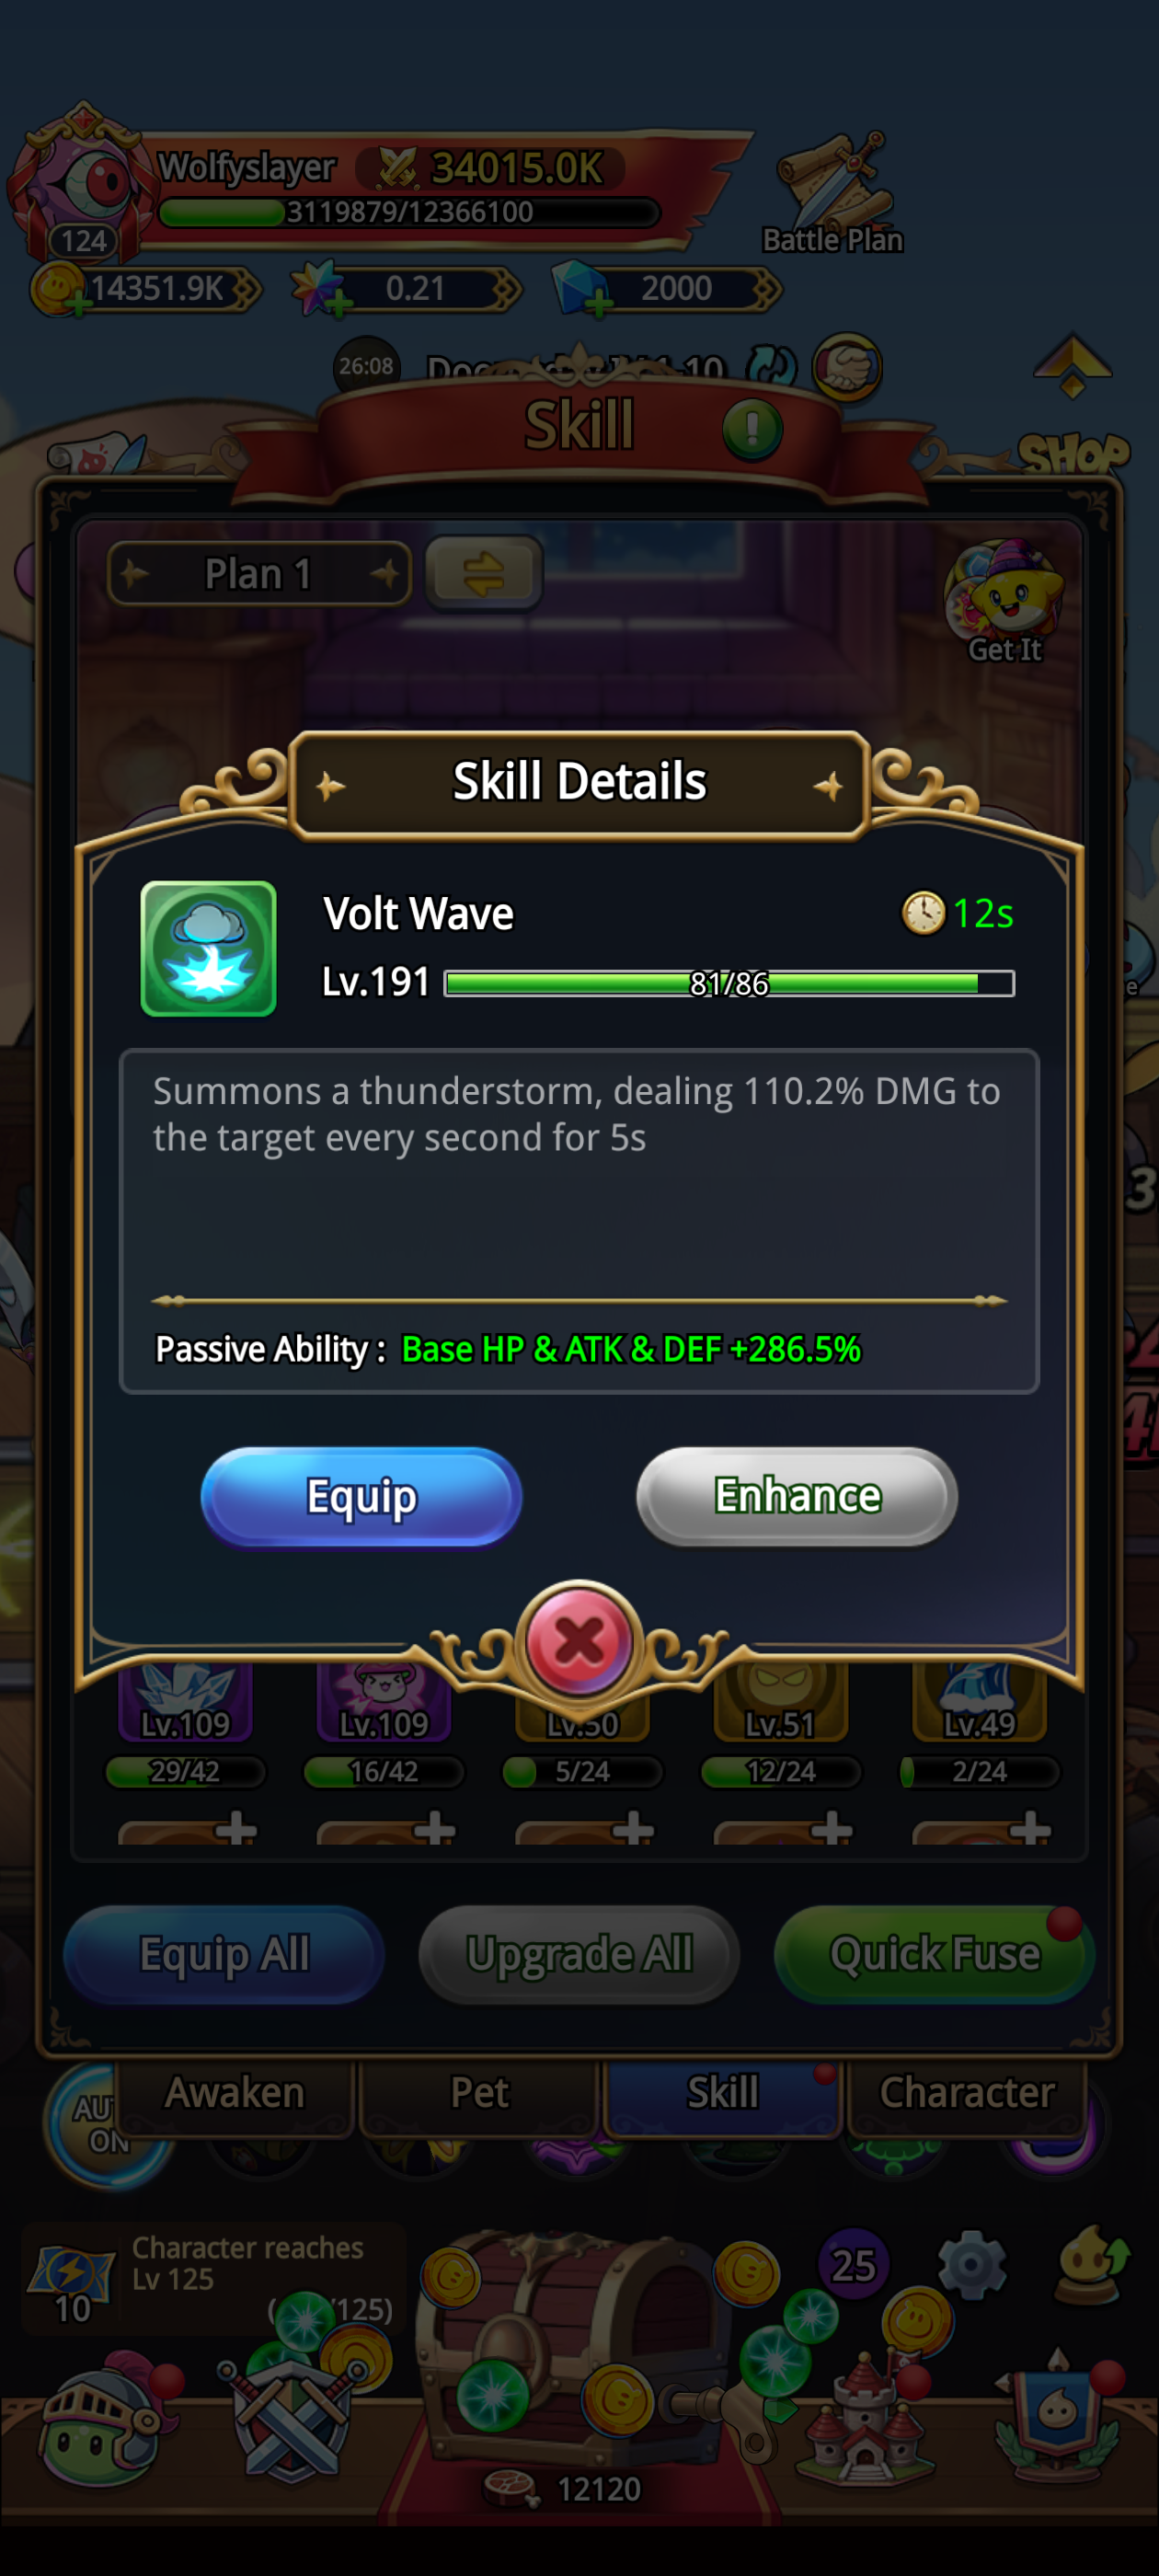 Wolfyslayer 34015.0K
3119879/12366100
124
Battle Plan
14351.9K 0.21 2000
26:08
Skill
SHOP
Plan 1
Get It
Skill Details
Volt Wave 12s
Lv.191 81/86
Summons a thunderstorm, dealing 110.2% DMG to
the target every second for 5s
Passive Ability : Base HP & ATK & DEF +286.5%
Equip Enhance
Lv.109 Lv.109 Lv.50 Lv.51 Lv.49
29/42 16/42 5/24 12/24 2/24
Equip All Upgrade All Quick Fuse
Awaken Pet Skill Character
ON
Character reaches
Lv 125
10
/125)
25
12120